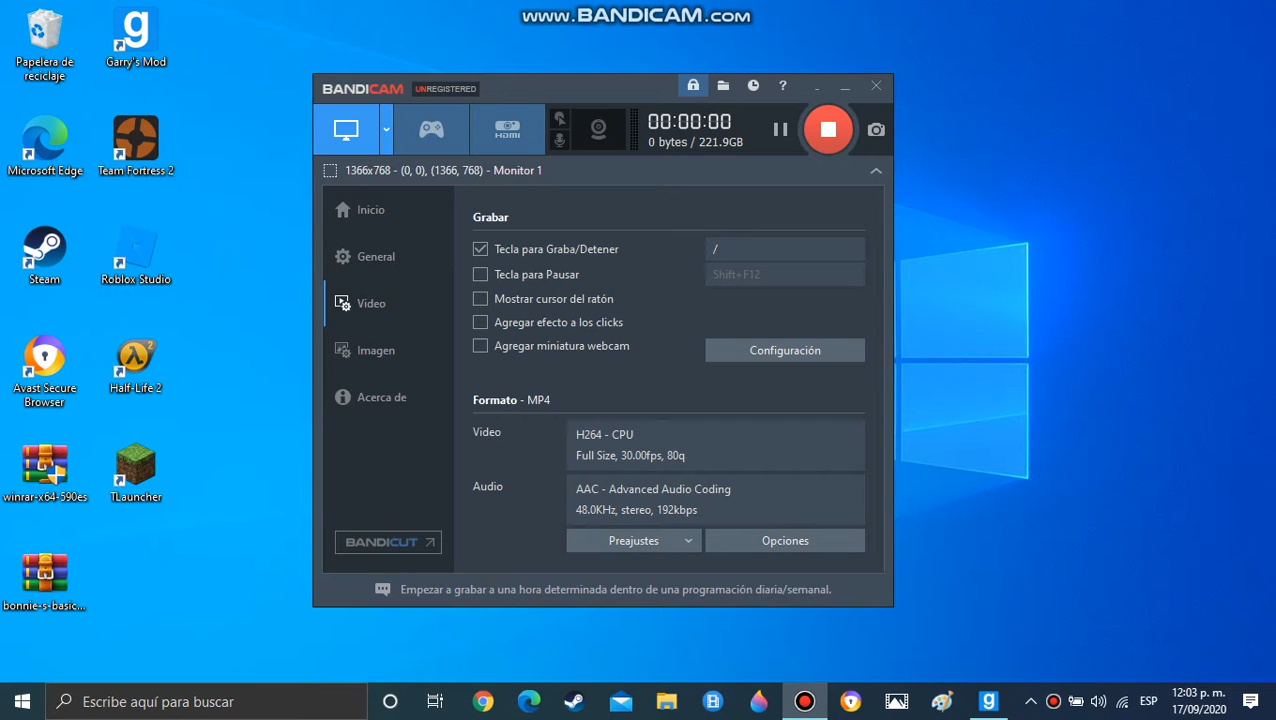 www.BANDICAM.com
Papelera de
reciclaje
Garry's Mod
Microsoft Edge
Team Fortress 2
Steam
Roblox Studio
Avast Secure
Browser
Half-Life 2
winrar-x64-590es
TLauncher
bonnie-s-basic...
BANDICAM UNREGISTERED
HDMI
00:00:00
0 bytes / 221.9GB
1366x768 - (0, 0), (1366, 768) - Monitor 1
Inicio
General
Video
Imagen
Acerca de
BANDICUT
Grabar
Tecla para Graba/Detener /
Tecla para Pausar Shift+F12
Mostrar cursor del ratón
Agregar efecto a los clicks
Agregar miniatura webcam
Configuración
Formato - MP4
Video
H264 - CPU
Full Size, 30.00fps, 80q
Audio
AAC - Advanced Audio Coding
48.0KHz, stereo, 192kbps
Preajustes Opciones
Empezar a grabar a una hora determinada dentro de una programación diaria/semanal.
Escribe aquí para buscar
ESP
12:03 p. m.
17/09/2020